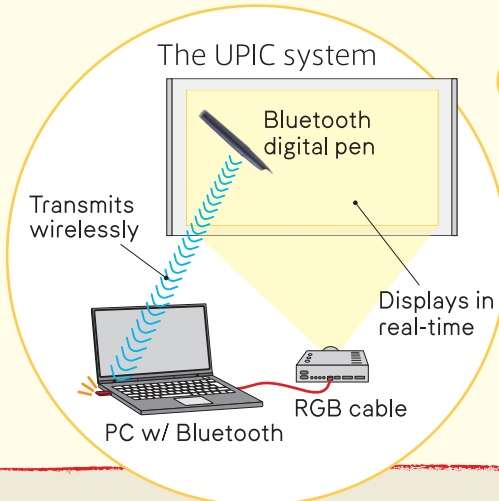 The UPIC system
Bluetooth
digital pen
Transmits
wirelessly
Displays in
real-time
RGB cable
PC w/ Bluetooth